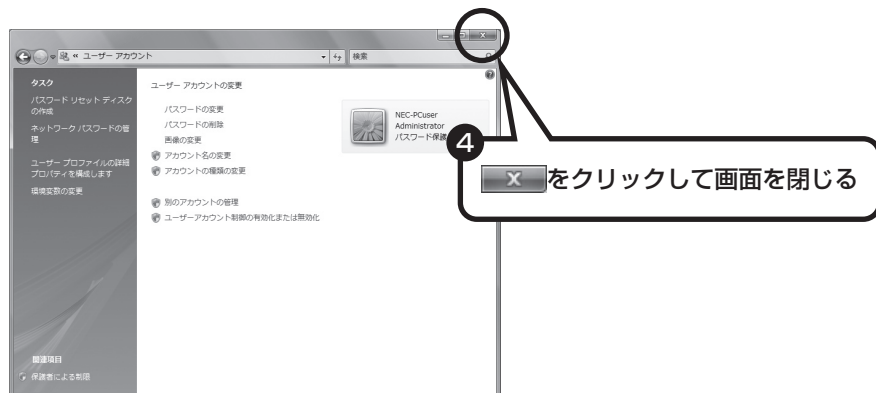 « ユーザー アカウント
検索
タスク
パスワード リセット ディスク
の作成
ネットワーク パスワードの管
理
ユーザー プロファイルの詳細
プロパティを構成します
環境変数の変更
関連項目
保護者による制限
ユーザー アカウントの変更
パスワードの変更
パスワードの削除
画像の変更
アカウント名の変更
アカウントの種類の変更
別のアカウントの管理
ユーザーアカウント制御の有効化または無効化
NEC-PCuser
Administrator
パスワード保護
4
x をクリックして画面を閉じる